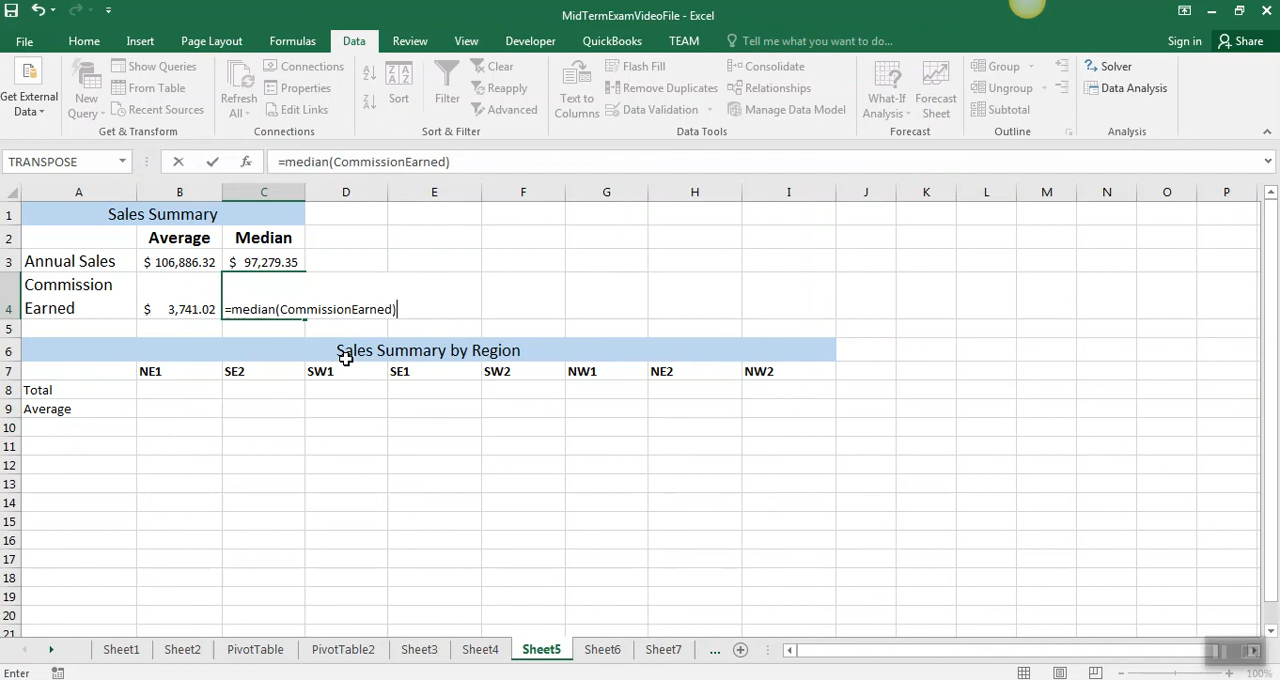 MidTermExamVideoFile - Excel
File Home Insert Page Layout Formulas Data Review View Developer QuickBooks TEAM Tell me what you want to do... Sign in Share
Get External Data
New Query
Show Queries
From Table
Recent Sources
Get & Transform
Refresh All
Connections
Properties
Edit Links
Connections
Sort
Filter
Clear
Reapply
Advanced
Sort & Filter
Text to Columns
Flash Fill
Remove Duplicates
Data Validation
Consolidate
Relationships
Manage Data Model
Data Tools
What-If Analysis
Forecast Sheet
Forecast
Group
Ungroup
Subtotal
Outline
Solver
Data Analysis
Analysis
TRANSPOSE fx =median(CommissionEarned)
A B C D E F G H I J K L M N O P
1 Sales Summary
2 Average Median
3 Annual Sales $ 106,886.32 $ 97,279.35
Commission
4 Earned $ 3,741.02 =median(CommissionEarned)
5
6 Sales Summary by Region
7 NE1 SE2 SW1 SE1 SW2 NW1 NE2 NW2
8 Total
9 Average
10
11
12
13
14
15
16
17
18
19
20
21
Sheet1 Sheet2 PivotTable PivotTable2 Sheet3 Sheet4 Sheet5 Sheet6 Sheet7 ...
Enter 100%